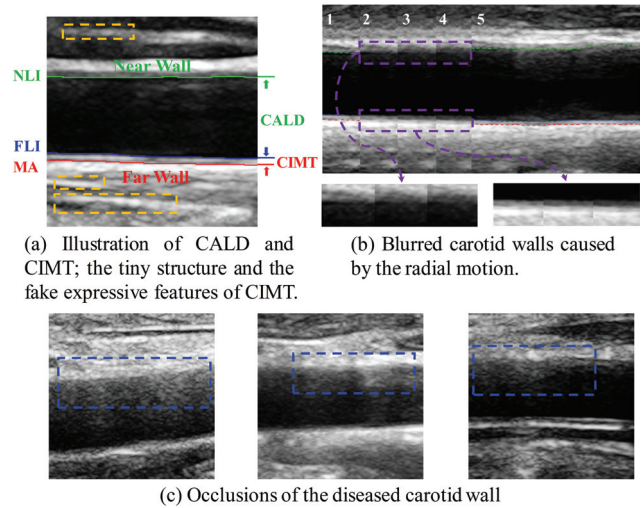 1 2 3 4 5
Near Wall
NLI
CALD
FLI
MA
CIMT
Far Wall
(a) Illustration of CALD and
CIMT; the tiny structure and the
fake expressive features of CIMT.
(b) Blurred carotid walls caused
by the radial motion.
(c) Occlusions of the diseased carotid wall